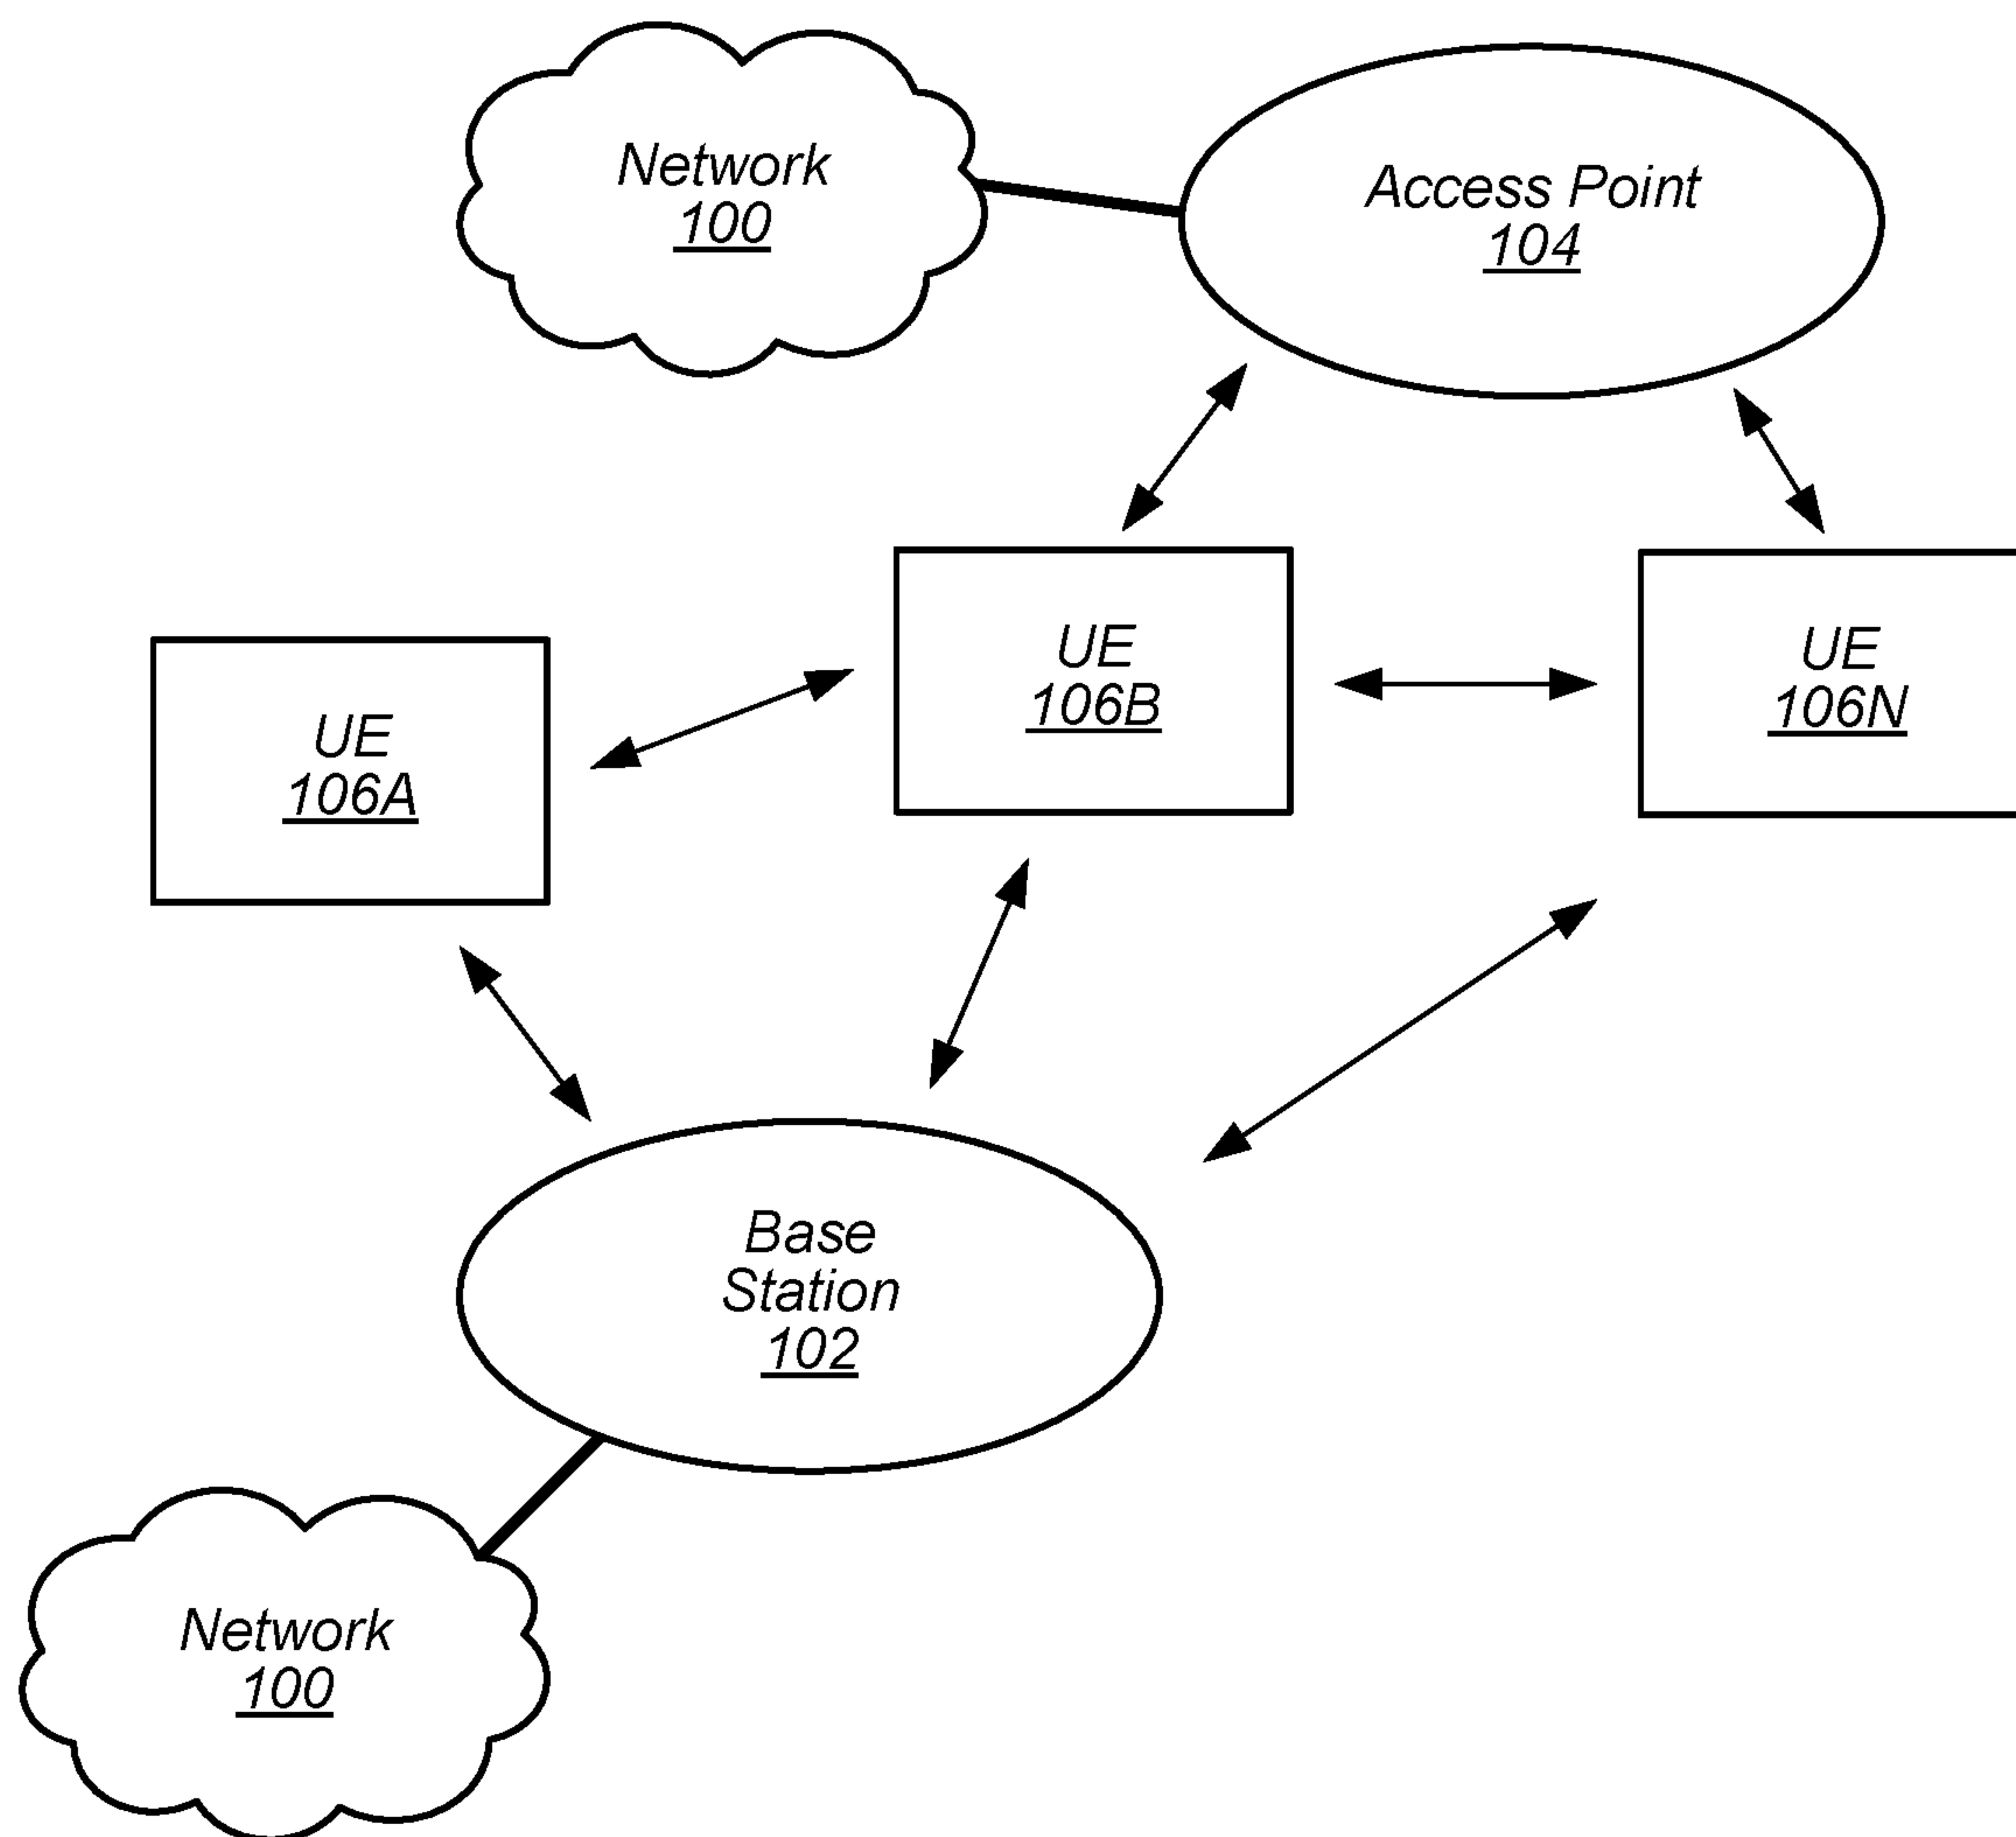 Network
100
Access Point
104
UE
106A
UE
106B
UE
106N
Base
Station
102
Network
100